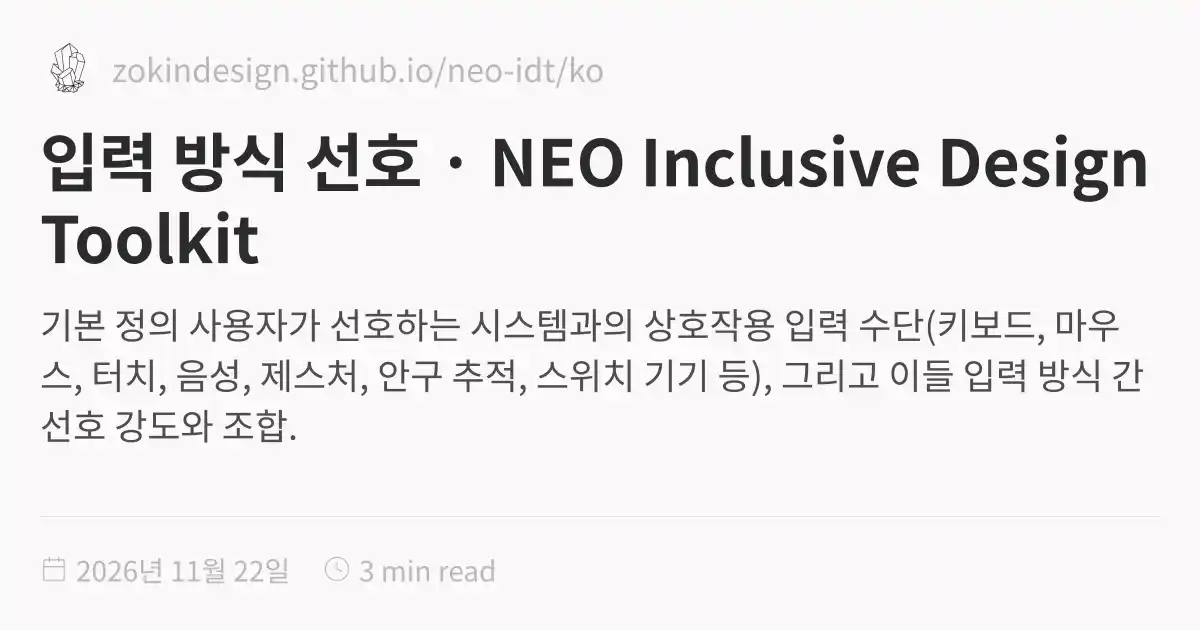 zokindesign.github.io/neo-idt/ko
입력 방식 선호 · NEO Inclusive Design
Toolkit
기본 정의 사용자가 선호하는 시스템과의 상호작용 입력 수단(키보드, 마우
스, 터치, 음성, 제스처, 안구 추적, 스위치 기기 등), 그리고 이들 입력 방식 간
선호 강도와 조합.
2026년 11월 22일 3 min read